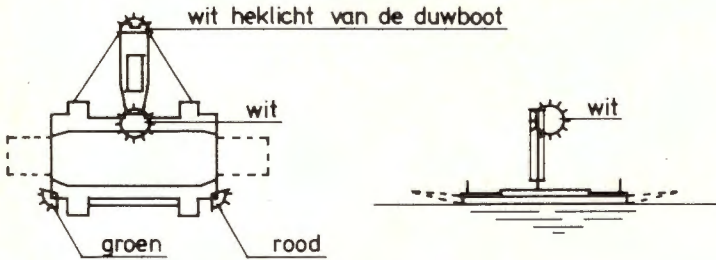 wit heklicht van de duwboot
wit
wit
groen
rood